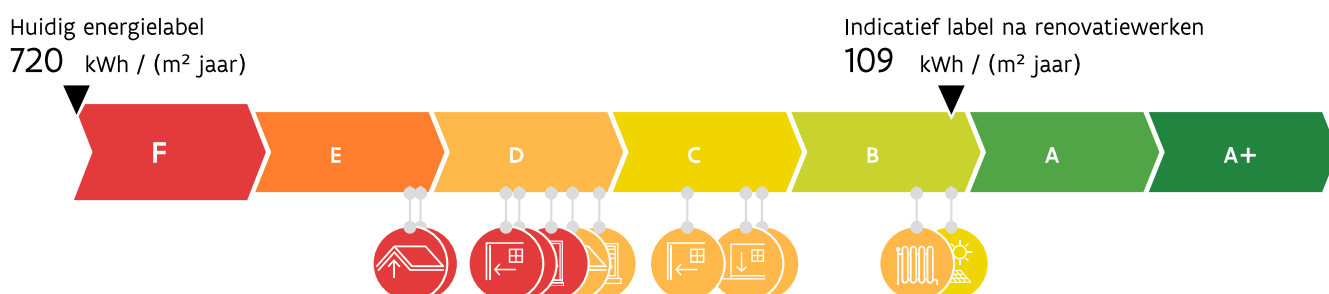 Huidig energielabel
720 kWh / (m² jaar)
Indicatief label na renovatiewerken
109 kWh / (m² jaar)
F E D C B A A+